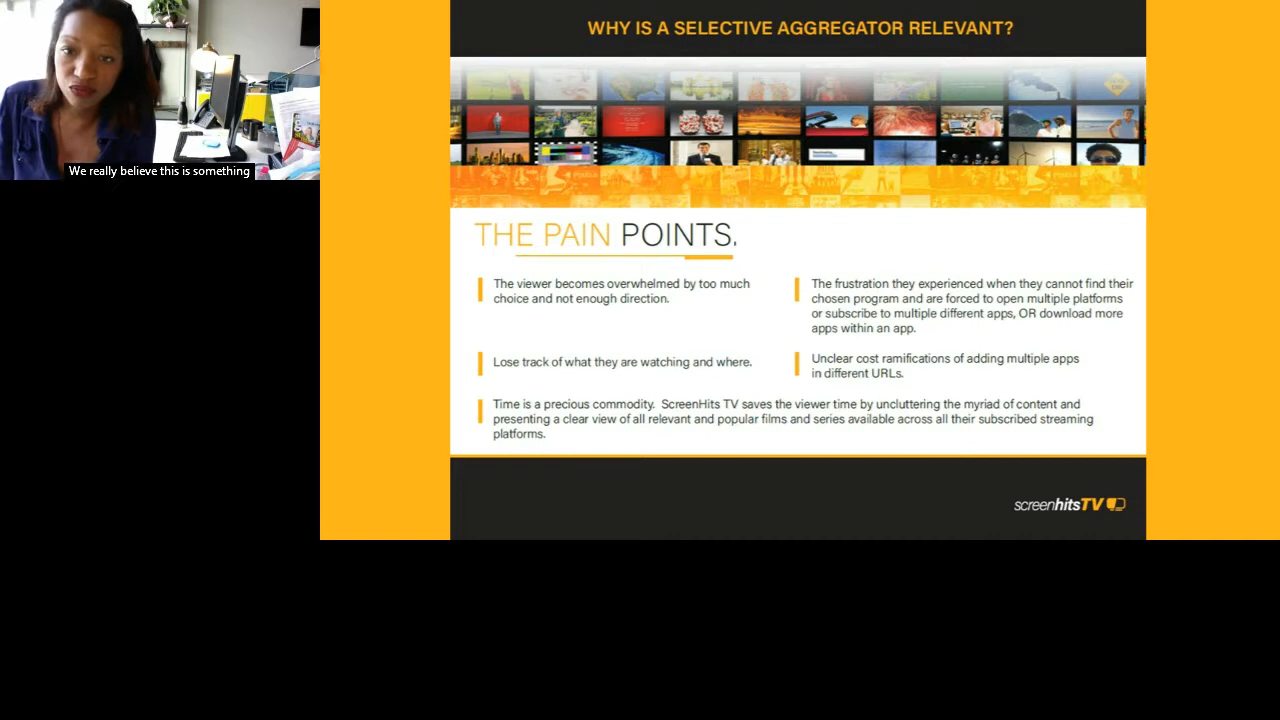 We really believe this is something
WHY IS A SELECTIVE AGGREGATOR RELEVANT?
THE PAIN POINTS.
The viewer becomes overwhelmed by too much
choice and not enough direction.
The frustration they experienced when they cannot find their
chosen program and are forced to open multiple platforms
or subscribe to multiple different apps, OR download more
apps within an app.
Lose track of what they are watching and where.
Unclear cost ramifications of adding multiple apps
in different URLs.
Time is a precious commodity. ScreenHits TV saves the viewer time by uncluttering the myriad of content and
presenting a clear view of all relevant and popular films and series available across all their subscribed streaming
platforms.
screenhitsTV